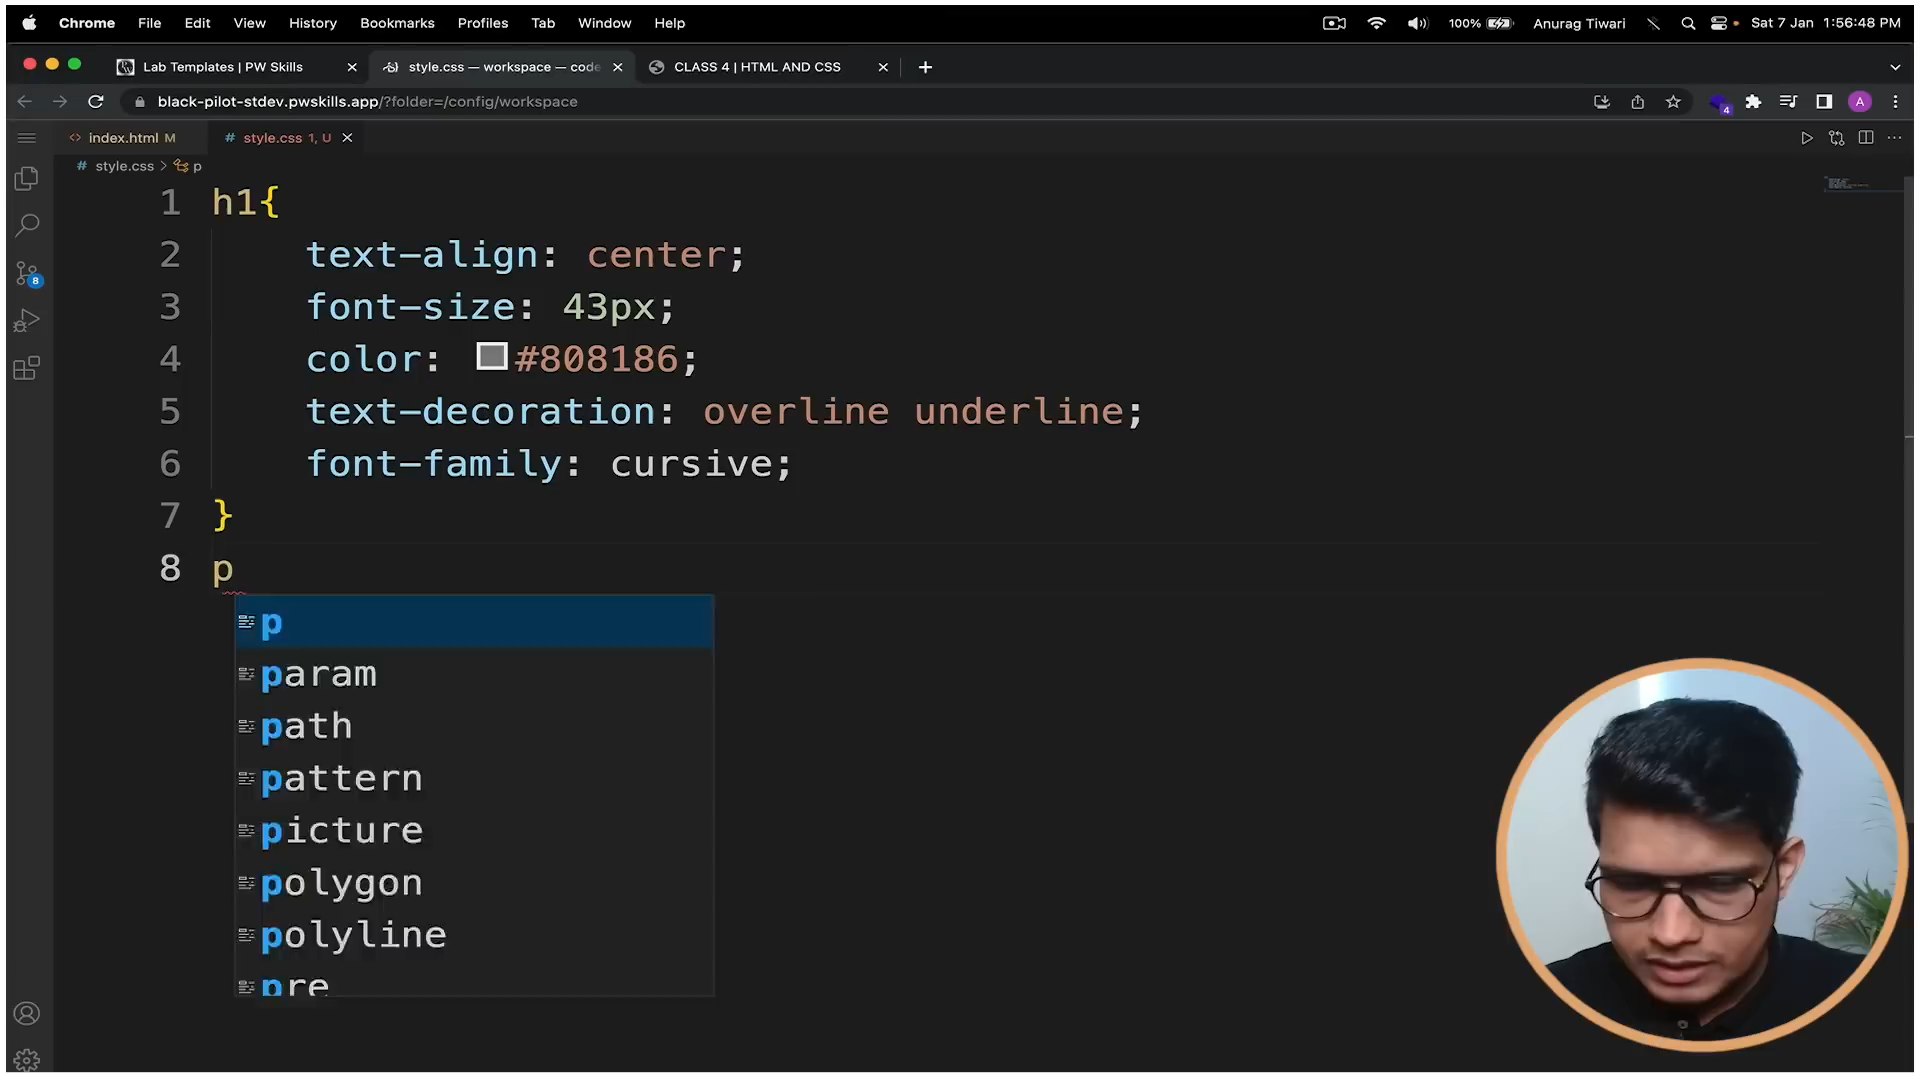 Chrome File Edit View History Bookmarks Profiles Tab Window Help 100% Anurag Tiwari Sat 7 Jan 1:56:48 PM
Lab Templates | PW Skills style.css — workspace — code CLASS 4 | HTML AND CSS
black-pilot-stdev.pwskills.app/?folder=/config/workspace 4 A
index.html M # style.css 1, U
# style.css > p
1 h1{
2 text-align: center;
3 font-size: 43px;
4 color: #808186;
5 text-decoration: overline underline;
6 font-family: cursive;
7 }
8 p
8
p
param
path
pattern
picture
polygon
polyline
pre